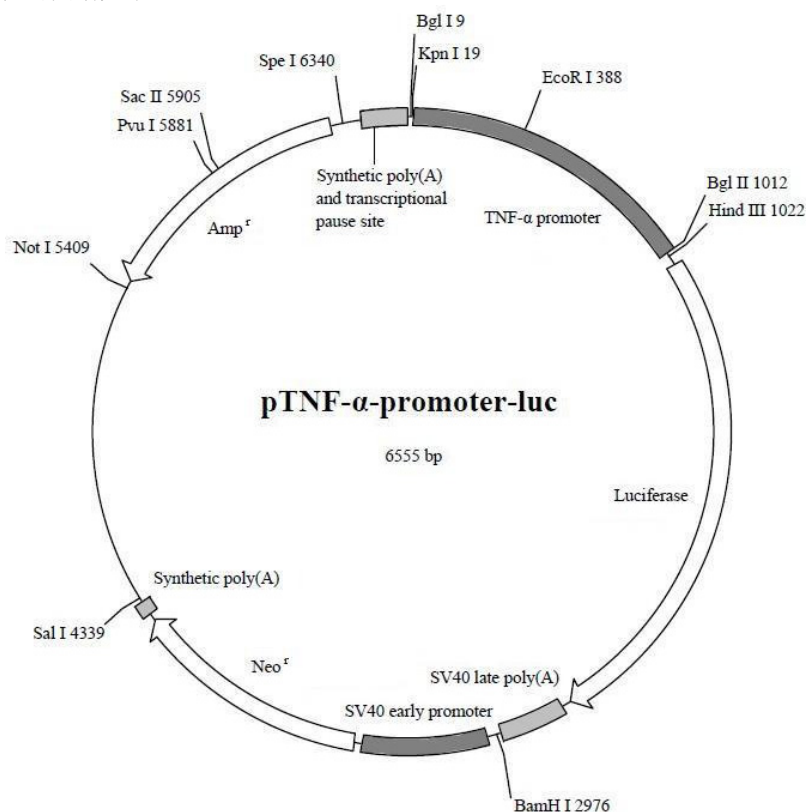 Bgl I 9
Kpn I 19
Spe I 6340
EcoR I 388
Sac II 5905
Pvu I 5881
Synthetic poly(A)
and transcriptional
pause site
Bgl II 1012
Hind III 1022
TNF-α promoter
Amp r
Not I 5409
pTNF-α-promoter-luc
6555 bp
Luciferase
Synthetic poly(A)
Sal I 4339
Neo r
SV40 late poly(A)
SV40 early promoter
BamH I 2976